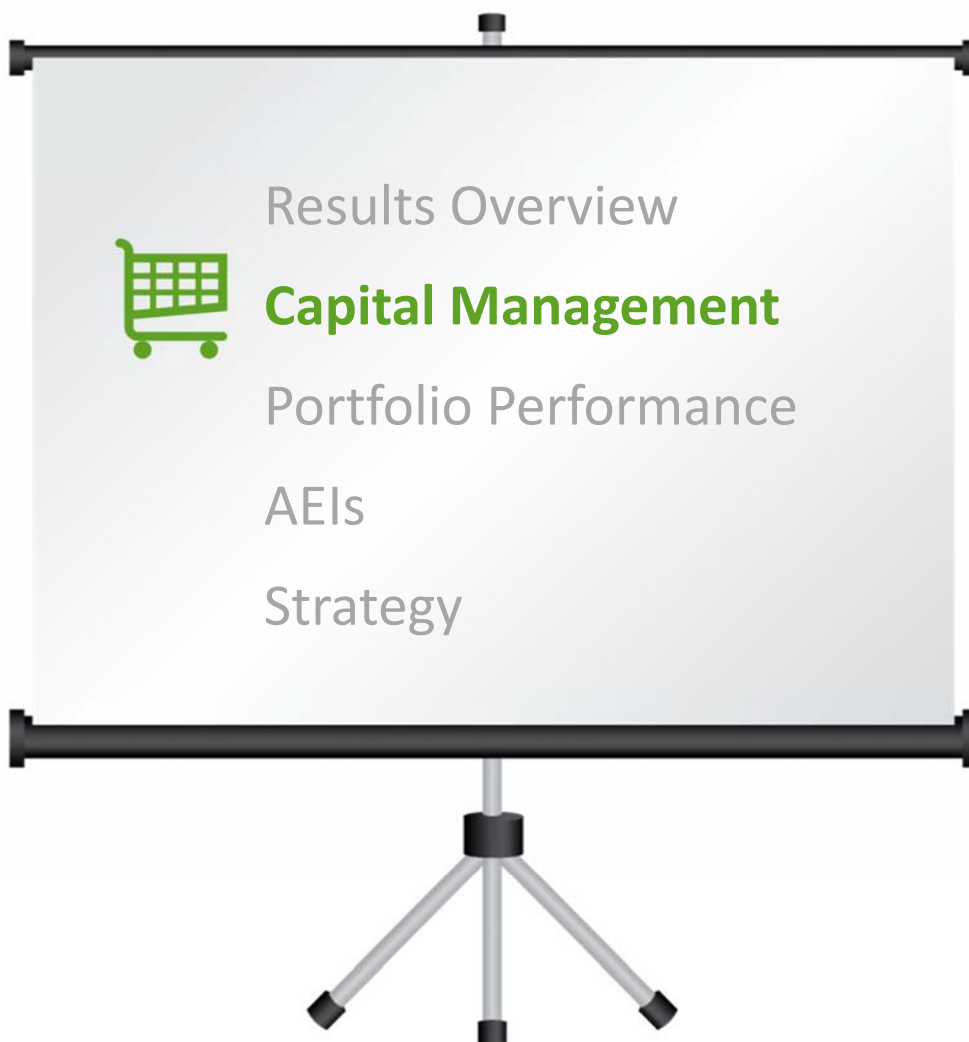 Results Overview
Capital Management
Portfolio Performance
AEIs
Strategy